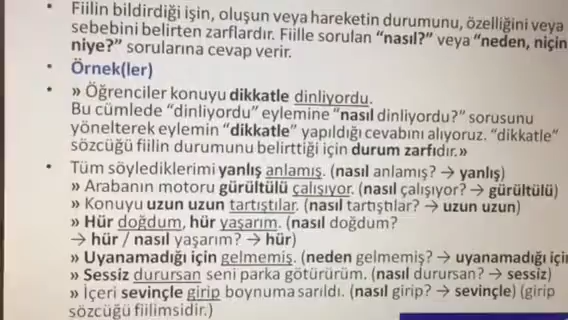 • Fiilin bildirdiği işin, oluşun veya hareketin durumunu, özelliğini veya
sebebini belirten zarflardır. Fiille sorulan “nasıl?” veya “neden, niçin
niye?” sorularına cevap verir.
• Örnek(ler)
• » Öğrenciler konuyu dikkatle dinliyordu.
Bu cümlede “dinliyordu” eylemine “nasıl dinliyordu?” sorusunu
yönelterek eylemin “dikkatle” yapıldığı cevabını alıyoruz. “dikkatle“
sözcüğü fiilin durumunu belirttiği için durum zarfıdır.»
• Tüm söylediklerimi yanlış anlamış. (nasıl anlamış? → yanlış)
» Arabanın motoru gürültülü çalışıyor. (nasıl çalışıyor? → gürültülü)
» Konuyu uzun uzun tartıştılar. (nasıl tartıştılar? → uzun uzun)
» Hür doğdum, hür yaşarım. (nasıl doğdum?
→ hür / nasıl yaşarım? → hür)
» Uyanamadığı için gelmemiş. (neden gelmemiş? → uyanamadığı
» Sessiz durursan seni parka götürürüm. (nasıl durursan? → sessiz)
» İçeri sevinçle girip boynuma sarıldı. (nasıl girip? → sevinçle) (girip
sözcüğü fiilimsidir.)